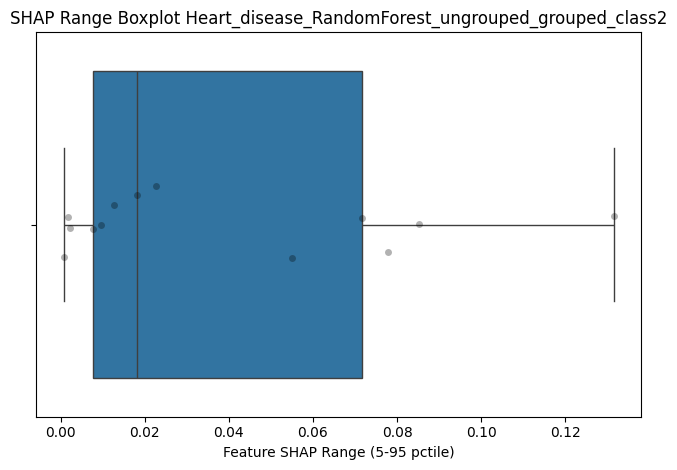 SHAP Range Boxplot Heart_disease_RandomForest_ungrouped_grouped_class2
0.00 0.02 0.04 0.06 0.08 0.10 0.12
Feature SHAP Range (5-95 pctile)